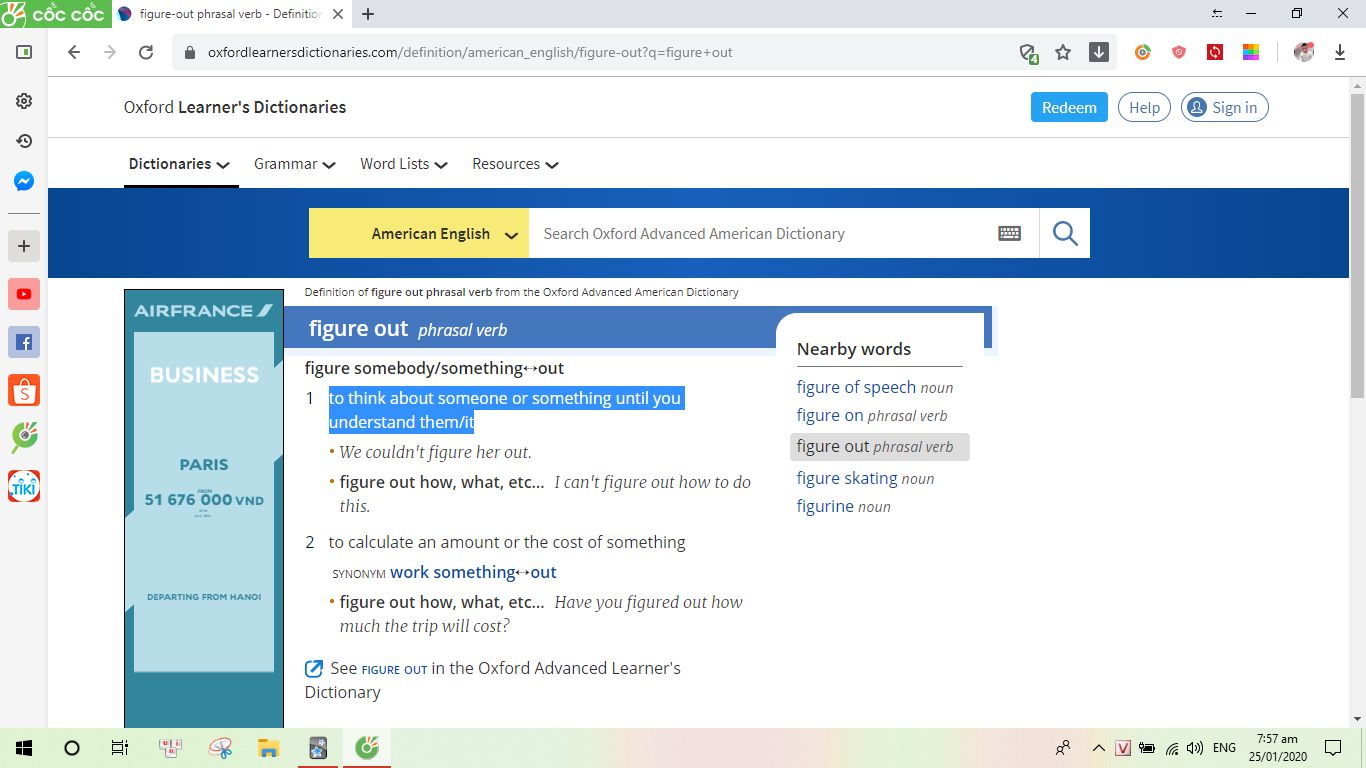 cốc cốc
figure-out phrasal verb - Definition
oxfordlearnersdictionaries.com/definition/american_english/figure-out?q=figure+out
4
Oxford Learner's Dictionaries
Redeem
Help
Sign in
Dictionaries
Grammar
Word Lists
Resources
American English
Search Oxford Advanced American Dictionary
Definition of figure out phrasal verb from the Oxford Advanced American Dictionary
AIRFRANCE
BUSINESS
PARIS
FROM
51 676 000 VND
DEPARTING FROM HANOI
figure out phrasal verb
figure somebody/something↔out
1 to think about someone or something until you
understand them/it
• We couldn't figure her out.
• figure out how, what, etc... I can't figure out how to do
this.
2 to calculate an amount or the cost of something
SYNONYM work something↔out
• figure out how, what, etc... Have you figured out how
much the trip will cost?
See FIGURE OUT in the Oxford Advanced Learner's
Dictionary
Nearby words
figure of speech noun
figure on phrasal verb
figure out phrasal verb
figure skating noun
figurine noun
TIKI
V
ENG
7:57 am
25/01/2020